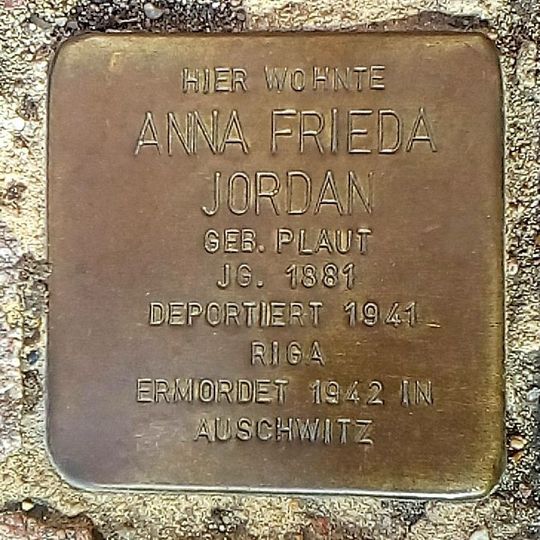 HIER WOHNTE
ANNA FRIEDA
JORDAN
GEB. PLAUT
JG. 1881
DEPORTIERT 1941
RIGA
ERMORDET 1942 IN
AUSCHWITZ